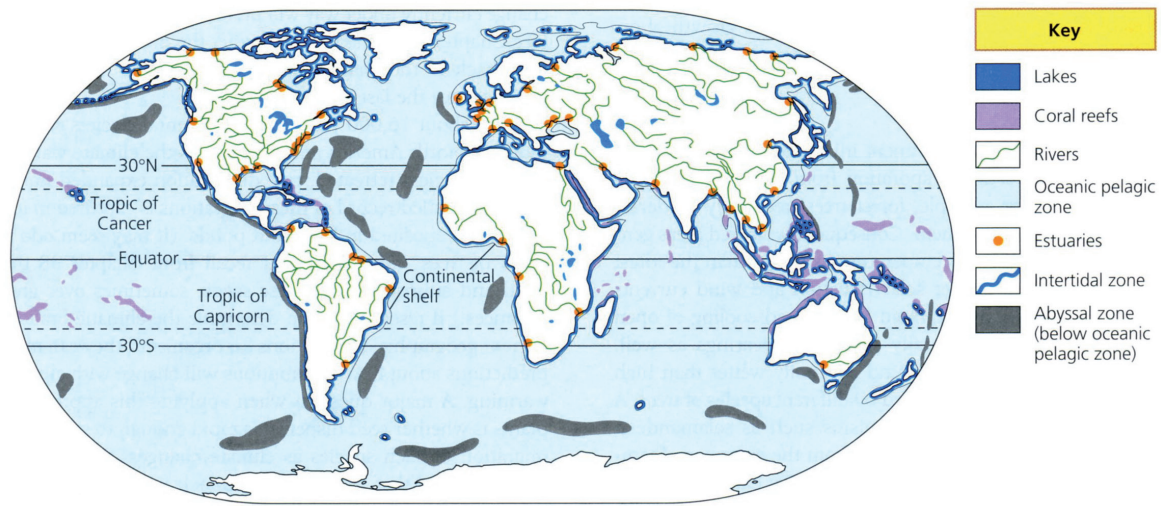 30°N
Tropic of
Cancer
Equator
Continental
shelf
Tropic of
Capricorn
30°S
Key
Lakes
Coral reefs
Rivers
Oceanic pelagic
zone
Estuaries
Intertidal zone
Abyssal zone
(below oceanic
pelagic zone)